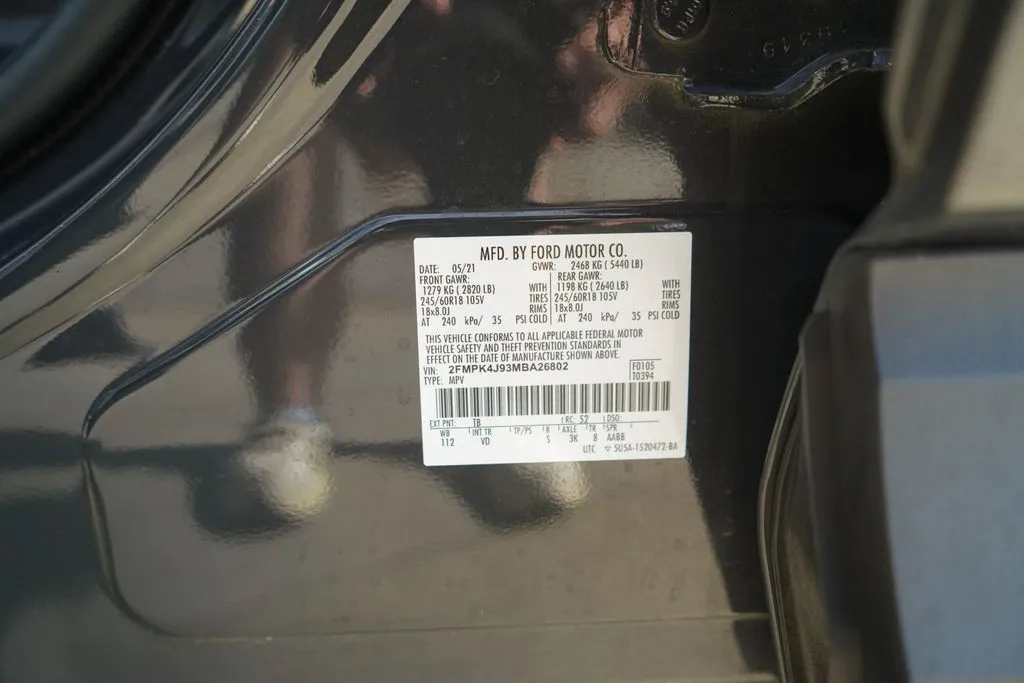 MFD. BY FORD MOTOR CO.
DATE: 05/21 GVWR: 2468 KG ( 5440 LB)
FRONT GAWR: REAR GAWR:
1279 KG ( 2820 LB) WITH 1198 KG ( 2640 LB) WITH
245/60R18 105V TIRES 245/60R18 105V TIRES
18x8.0J RIMS 18x8.0J RIMS
AT 240 kPa/ 35 PSI COLD AT 240 kPa/ 35 PSI COLD
THIS VEHICLE CONFORMS TO ALL APPLICABLE FEDERAL MOTOR
VEHICLE SAFETY AND THEFT PREVENTION STANDARDS IN
EFFECT ON THE DATE OF MANUFACTURE SHOWN ABOVE.
VIN: 2FMPK4J93MBA26802 F0105
TYPE: MPV T0394
EXT PNT: TB RC: 52 DSO:
WB INT TR TP/PS R AXLE TR SPR
112 VD S 3K 8 AABB
UTC ▽ 5U5A-1520472-BA